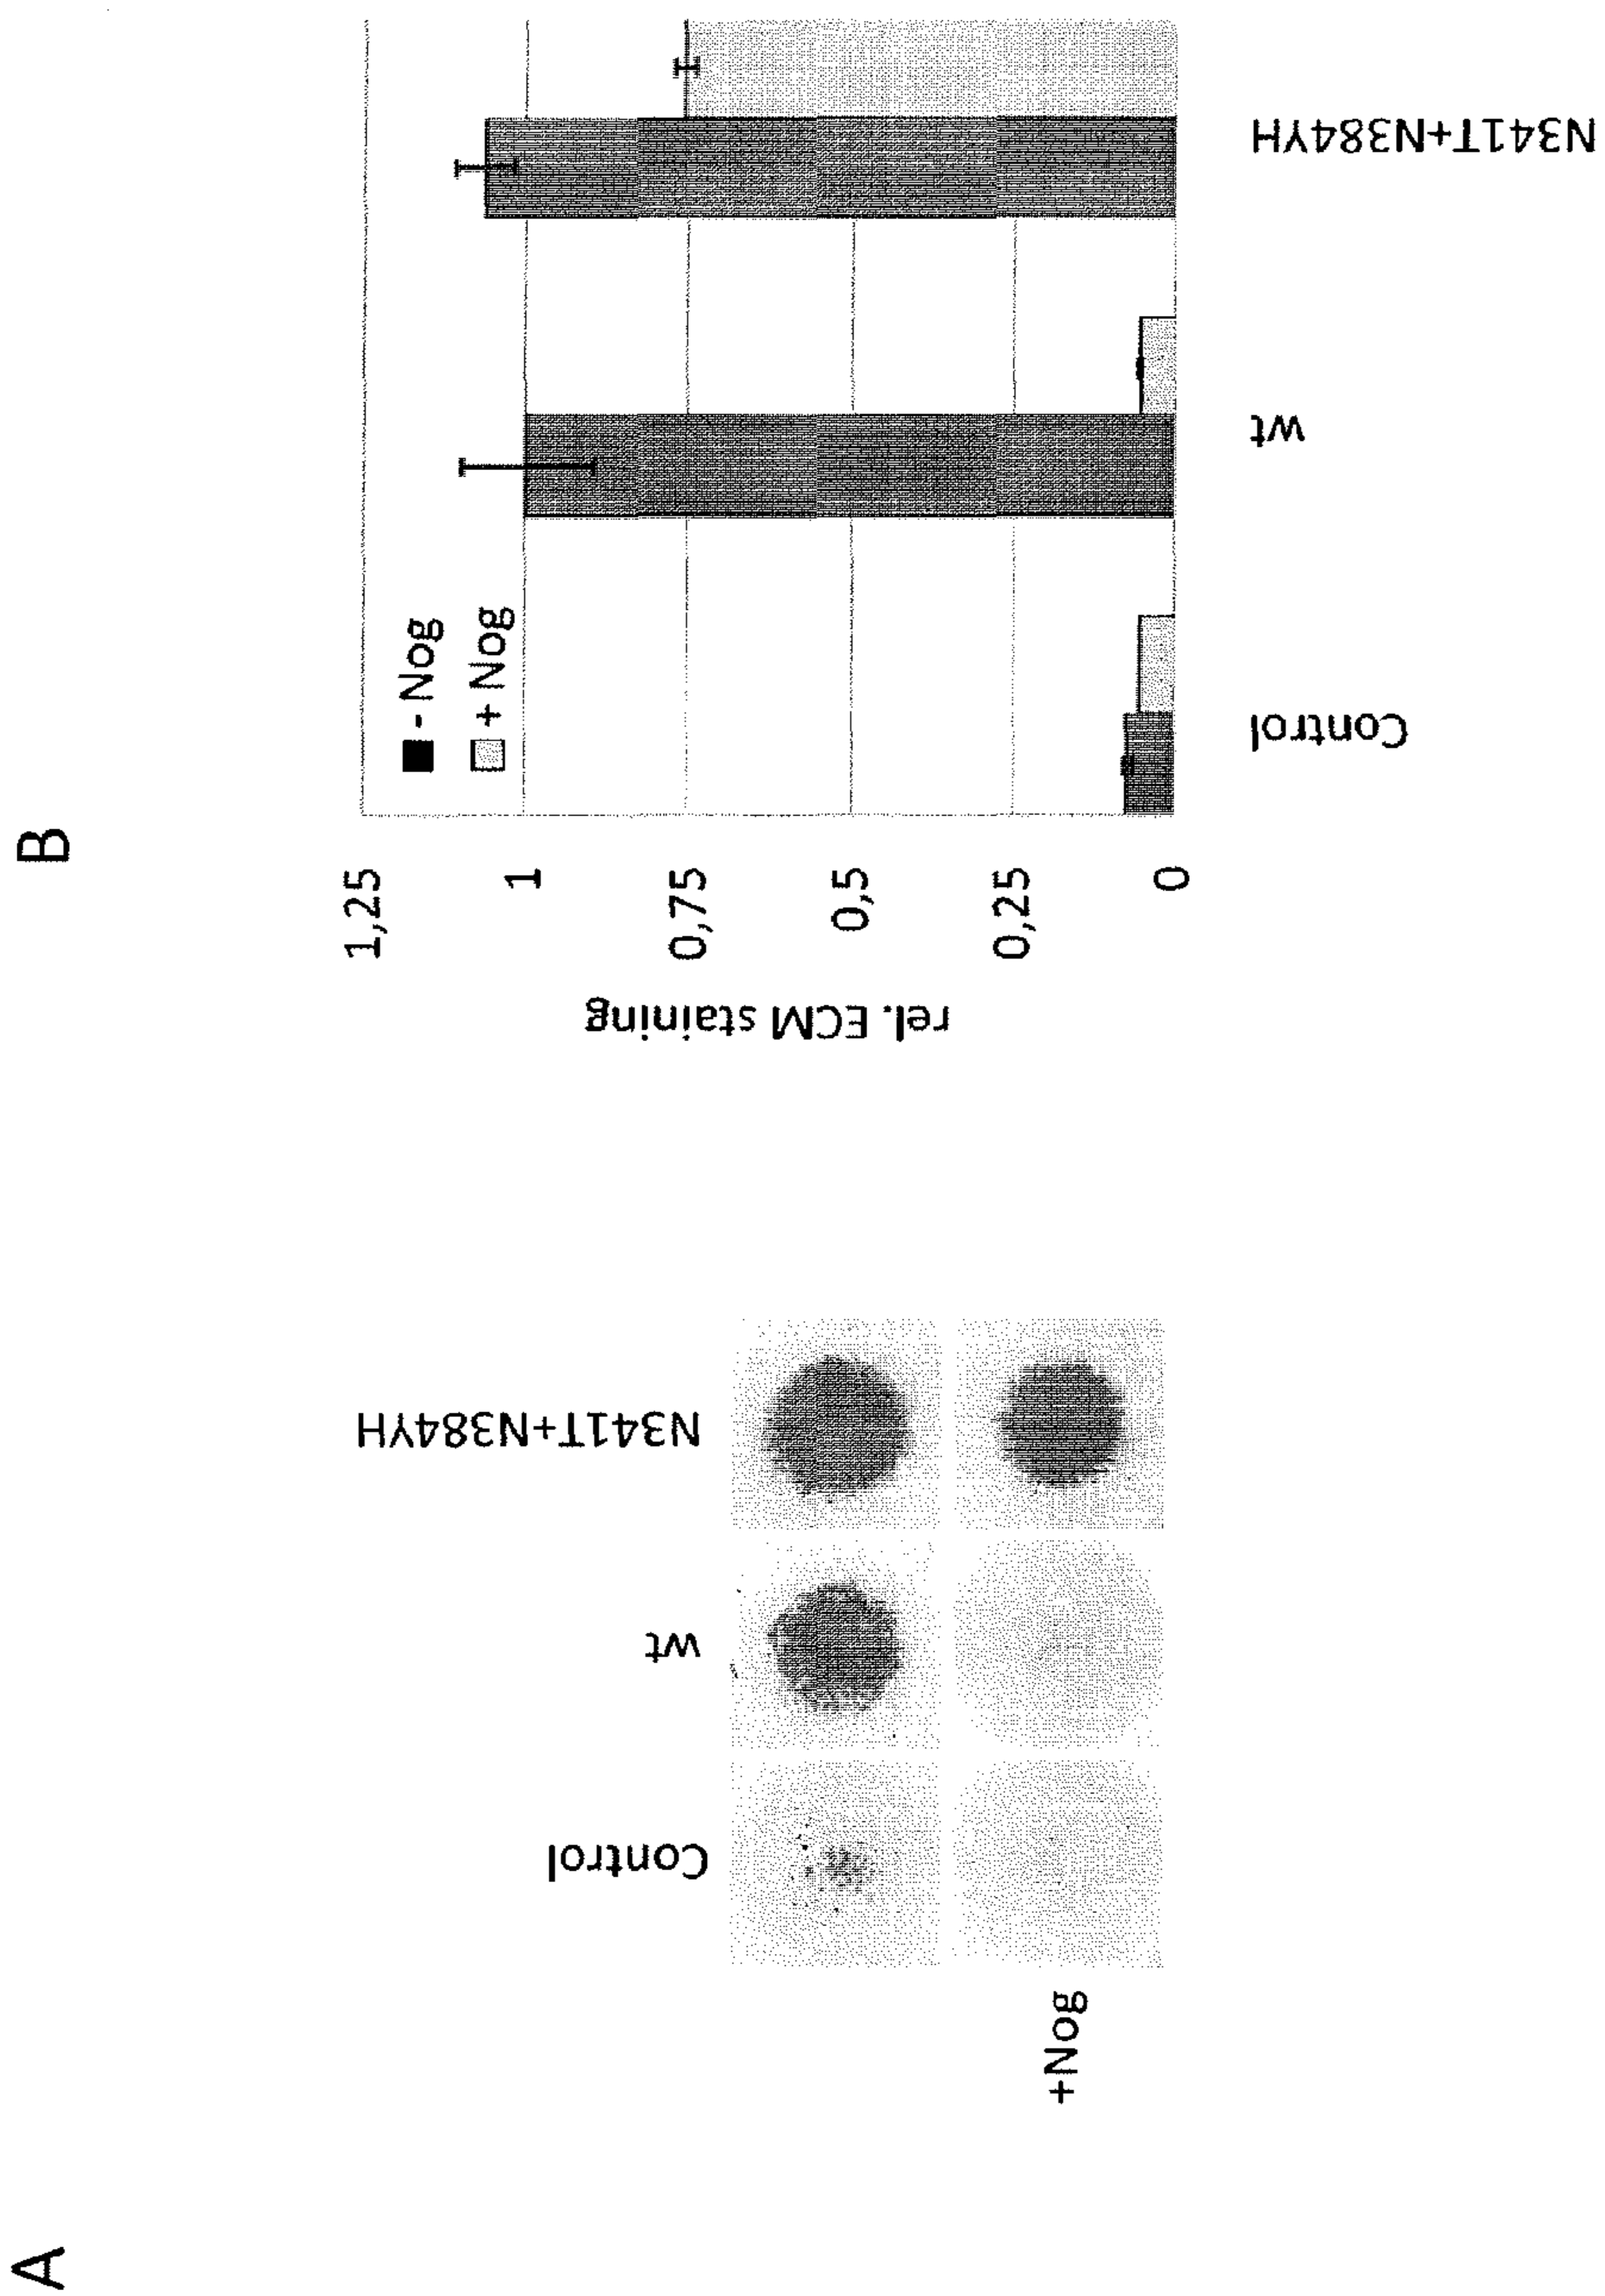 A
Control
wt
N341T+N384YH
+Nog
B
rel. ECM staining
1,25
1
0,75
0,5
0,25
0
- Nog
+ Nog
Control
wt
N341T+N384YH